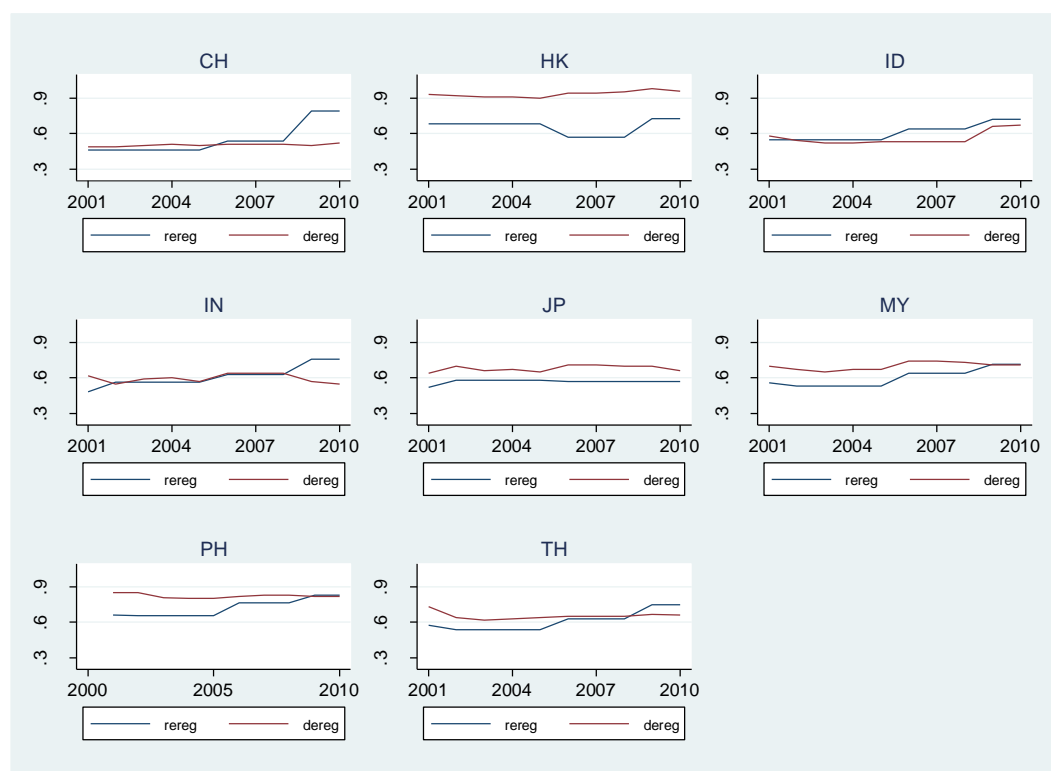 CH HK ID
.9 .9 .9
.6 .6 .6
.3 .3 .3
2001 2004 2007 2010 2001 2004 2007 2010 2001 2004 2007 2010
rereg dereg rereg dereg rereg dereg
IN JP MY
.9 .9 .9
.6 .6 .6
.3 .3 .3
2001 2004 2007 2010 2001 2004 2007 2010 2001 2004 2007 2010
rereg dereg rereg dereg rereg dereg
PH TH
.9 .9
.6 .6
.3 .3
2000 2005 2010 2001 2004 2007 2010
rereg dereg rereg dereg